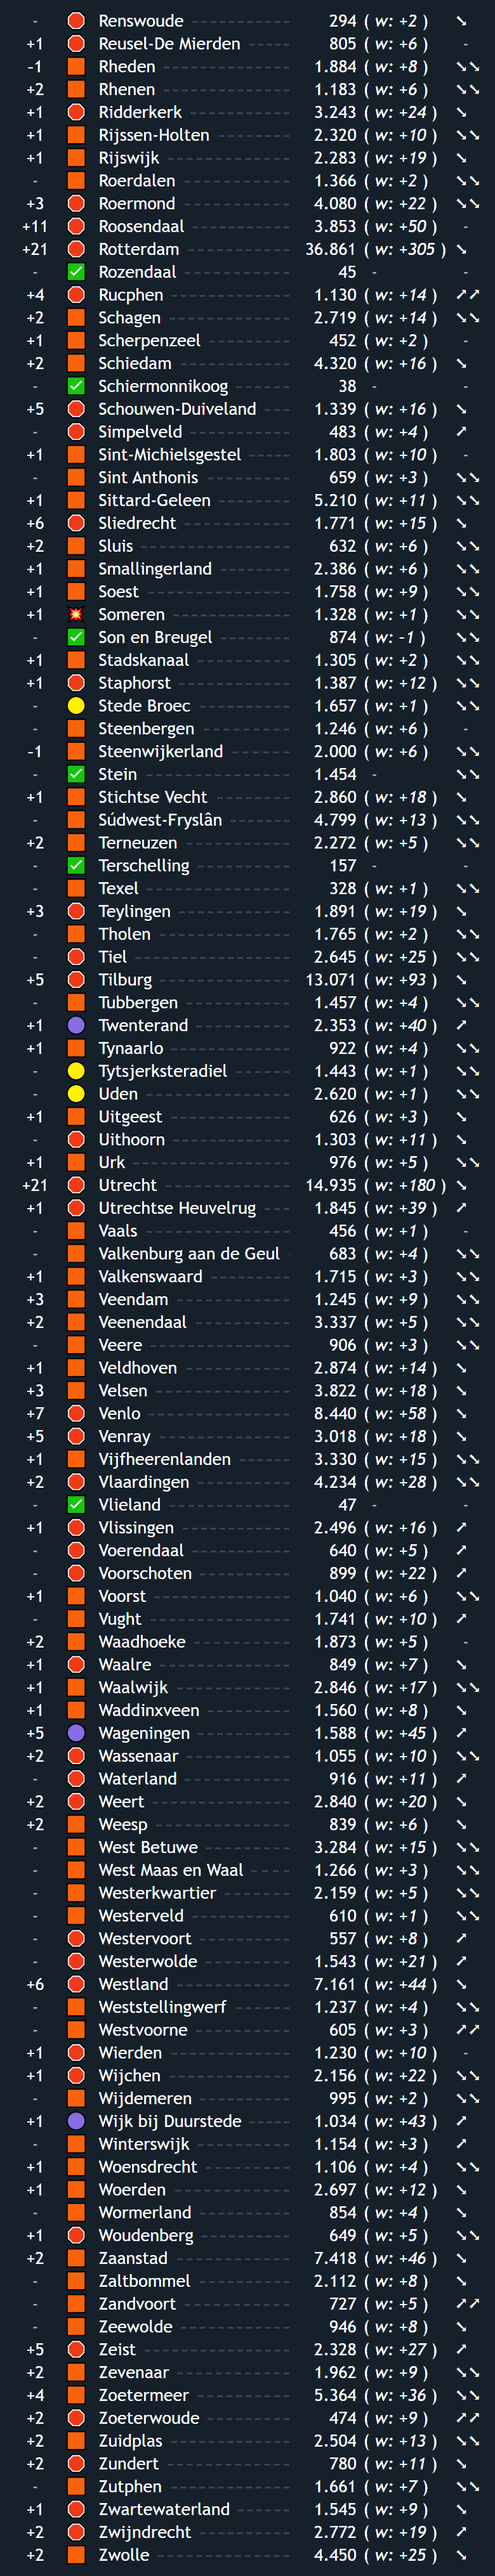 - Renswoude 294 ( w: +2 ) ↘
+1 Reusel-De Mierden 805 ( w: +6 ) -
-1 Rheden 1.884 ( w: +8 ) ↘↘
+2 Rhenen 1.183 ( w: +6 ) ↘↘
+1 Ridderkerk 3.243 ( w: +24 ) ↘
+1 Rijssen-Holten 2.320 ( w: +10 ) ↘↘
+1 Rijswijk 2.283 ( w: +19 ) ↘
- Roerdalen 1.366 ( w: +2 ) ↘↘
+3 Roermond 4.080 ( w: +22 ) ↘↘
+11 Roosendaal 3.853 ( w: +50 ) -
+21 Rotterdam 36.861 ( w: +305 ) ↘
- Rozendaal 45 - -
+4 Rucphen 1.130 ( w: +14 ) ↗↗
+2 Schagen 2.719 ( w: +14 ) ↘↘
+1 Scherpenzeel 452 ( w: +2 ) -
+2 Schiedam 4.320 ( w: +16 ) ↘
- Schiermonnikoog 38 - -
+5 Schouwen-Duiveland 1.339 ( w: +16 ) ↘
- Simpelveld 483 ( w: +4 ) ↗
+1 Sint-Michielsgestel 1.803 ( w: +10 ) -
- Sint Anthonis 659 ( w: +3 ) ↘↘
+1 Sittard-Geleen 5.210 ( w: +11 ) ↘↘
+6 Sliedrecht 1.771 ( w: +15 ) ↘
+2 Sluis 632 ( w: +6 ) ↘↘
+1 Smallingerland 2.386 ( w: +6 ) ↘↘
+1 Soest 1.758 ( w: +9 ) ↘↘
+1 Someren 1.328 ( w: +1 ) ↘↘
- Son en Breugel 874 ( w: -1 ) ↘↘
+1 Stadskanaal 1.305 ( w: +2 ) ↘↘
+1 Staphorst 1.387 ( w: +12 ) ↘↘
- Stede Broec 1.657 ( w: +1 ) ↘↘
- Steenbergen 1.246 ( w: +6 ) -
-1 Steenwijkerland 2.000 ( w: +6 ) ↘↘
- Stein 1.454 - ↘↘
+1 Stichtse Vecht 2.860 ( w: +18 ) ↘
- Súdwest-Fryslân 4.799 ( w: +13 ) ↘↘
+2 Terneuzen 2.272 ( w: +5 ) ↘↘
- Terschelling 157 - -
- Texel 328 ( w: +1 ) ↘↘
+3 Teylingen 1.891 ( w: +19 ) ↘
- Tholen 1.765 ( w: +2 ) ↘↘
- Tiel 2.645 ( w: +25 ) ↘↘
+5 Tilburg 13.071 ( w: +93 ) ↘
- Tubbergen 1.457 ( w: +4 ) ↘↘
+1 Twenterand 2.353 ( w: +40 ) ↗
+1 Tynaarlo 922 ( w: +4 ) ↘↘
- Tytsjerksteradiel 1.443 ( w: +1 ) ↘↘
- Uden 2.620 ( w: +1 ) ↘↘
+1 Uitgeest 626 ( w: +3 ) ↘
- Uithoorn 1.303 ( w: +11 ) ↘
+1 Urk 976 ( w: +5 ) ↘↘
+21 Utrecht 14.935 ( w: +180 ) ↘
+1 Utrechtse Heuvelrug 1.845 ( w: +39 ) ↗
- Vaals 456 ( w: +1 ) -
- Valkenburg aan de Geul 683 ( w: +4 ) ↘↘
+1 Valkenswaard 1.715 ( w: +3 ) ↘↘
+3 Veendam 1.245 ( w: +9 ) ↘↘
+2 Veenendaal 3.337 ( w: +5 ) ↘↘
- Veere 906 ( w: +3 ) ↘↘
+1 Veldhoven 2.874 ( w: +14 ) ↘
+3 Velsen 3.822 ( w: +18 ) ↘
+7 Venlo 8.440 ( w: +58 ) ↘
+5 Venray 3.018 ( w: +18 ) ↘
+1 Vijfheerenlanden 3.330 ( w: +15 ) ↘↘
+2 Vlaardingen 4.234 ( w: +28 ) ↘↘
- Vlieland 47 - -
+1 Vlissingen 2.496 ( w: +16 ) ↗
- Voerendaal 640 ( w: +5 ) ↗
- Voorschoten 899 ( w: +22 ) ↗
+1 Voorst 1.040 ( w: +6 ) ↘↘
- Vught 1.741 ( w: +10 ) ↗
+2 Waadhoeke 1.873 ( w: +5 ) -
+1 Waalre 849 ( w: +7 ) ↘
+1 Waalwijk 2.846 ( w: +17 ) ↘↘
+1 Waddinxveen 1.560 ( w: +8 ) ↘
+5 Wageningen 1.588 ( w: +45 ) ↗
+2 Wassenaar 1.055 ( w: +10 ) ↘↘
- Waterland 916 ( w: +11 ) ↗
+2 Weert 2.840 ( w: +20 ) ↘
+2 Weesp 839 ( w: +6 ) ↘
- West Betuwe 3.284 ( w: +15 ) ↘↘
- West Maas en Waal 1.266 ( w: +3 ) ↘↘
- Westerkwartier 2.159 ( w: +5 ) ↘↘
- Westerveld 610 ( w: +1 ) ↘↘
- Westervoort 557 ( w: +8 ) ↗
- Westerwolde 1.543 ( w: +21 ) ↗
+6 Westland 7.161 ( w: +44 ) ↘
- Weststellingwerf 1.237 ( w: +4 ) ↘↘
- Westvoorne 605 ( w: +3 ) ↗↗
+1 Wierden 1.230 ( w: +10 ) -
+1 Wijchen 2.156 ( w: +22 ) ↘↘
- Wijdemeren 995 ( w: +2 ) ↘↘
+1 Wijk bij Duurstede 1.034 ( w: +43 ) ↗
- Winterswijk 1.154 ( w: +3 ) ↗
+1 Woensdrecht 1.106 ( w: +4 ) ↘↘
+1 Woerden 2.697 ( w: +12 ) ↘
- Wormerland 854 ( w: +4 ) ↘
+1 Woudenberg 649 ( w: +5 ) ↘↘
+2 Zaanstad 7.418 ( w: +46 ) ↘
- Zaltbommel 2.112 ( w: +8 ) ↘
- Zandvoort 727 ( w: +5 ) ↗↗
- Zeewolde 946 ( w: +8 ) ↘
+5 Zeist 2.328 ( w: +27 ) ↗
+2 Zevenaar 1.962 ( w: +9 ) ↘↘
+4 Zoetermeer 5.364 ( w: +36 ) ↘↘
+2 Zoeterwoude 474 ( w: +9 ) ↗↗
+2 Zuidplas 2.504 ( w: +13 ) ↘↘
+2 Zundert 780 ( w: +11 ) ↘
- Zutphen 1.661 ( w: +7 ) ↘↘
+1 Zwartewaterland 1.545 ( w: +9 ) ↘
+2 Zwijndrecht 2.772 ( w: +19 ) ↗
+2 Zwolle 4.450 ( w: +25 ) ↘